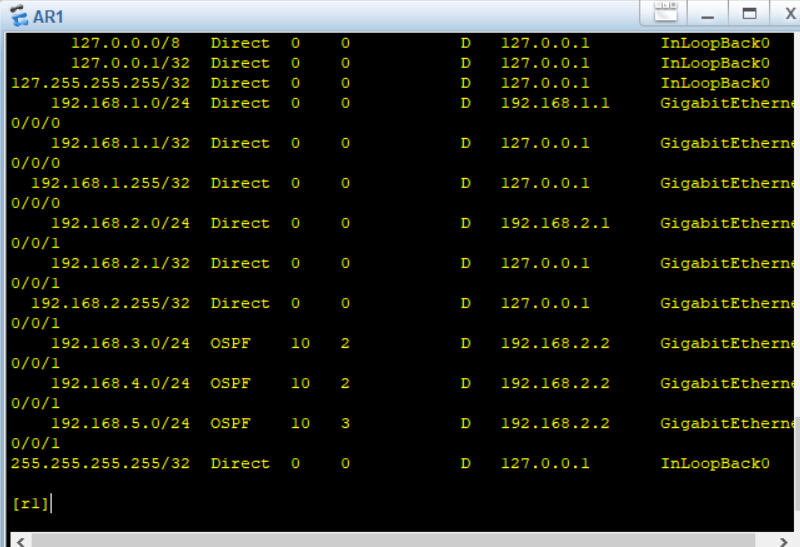 AR1
127.0.0.0/8 Direct 0 0 D 127.0.0.1 InLoopBack0
127.0.0.1/32 Direct 0 0 D 127.0.0.1 InLoopBack0
127.255.255.255/32 Direct 0 0 D 127.0.0.1 InLoopBack0
192.168.1.0/24 Direct 0 0 D 192.168.1.1 GigabitEtherne
0/0/0
192.168.1.1/32 Direct 0 0 D 127.0.0.1 GigabitEtherne
0/0/0
192.168.1.255/32 Direct 0 0 D 127.0.0.1 GigabitEtherne
0/0/0
192.168.2.0/24 Direct 0 0 D 192.168.2.1 GigabitEtherne
0/0/1
192.168.2.1/32 Direct 0 0 D 127.0.0.1 GigabitEtherne
0/0/1
192.168.2.255/32 Direct 0 0 D 127.0.0.1 GigabitEtherne
0/0/1
192.168.3.0/24 OSPF 10 2 D 192.168.2.2 GigabitEtherne
0/0/1
192.168.4.0/24 OSPF 10 2 D 192.168.2.2 GigabitEtherne
0/0/1
192.168.5.0/24 OSPF 10 3 D 192.168.2.2 GigabitEtherne
0/0/1
255.255.255.255/32 Direct 0 0 D 127.0.0.1 InLoopBack0
[r1]